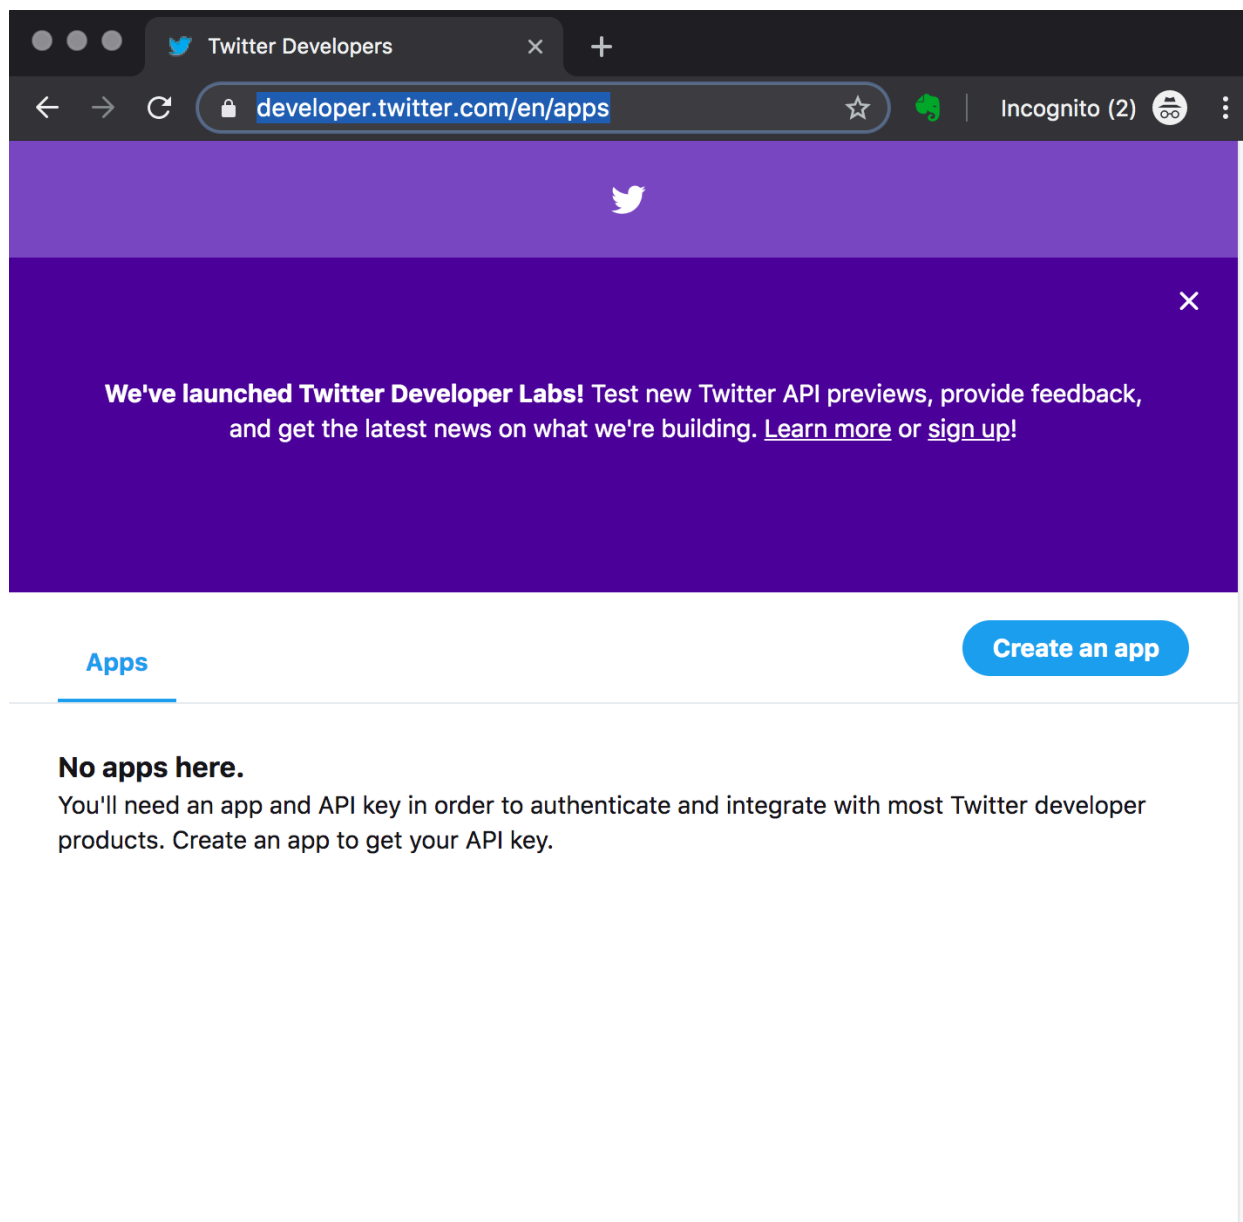 Twitter Developers
developer.twitter.com/en/apps
Incognito (2)
We've launched Twitter Developer Labs! Test new Twitter API previews, provide feedback,
and get the latest news on what we're building. Learn more or sign up!
Apps
Create an app
No apps here.
You'll need an app and API key in order to authenticate and integrate with most Twitter developer
products. Create an app to get your API key.